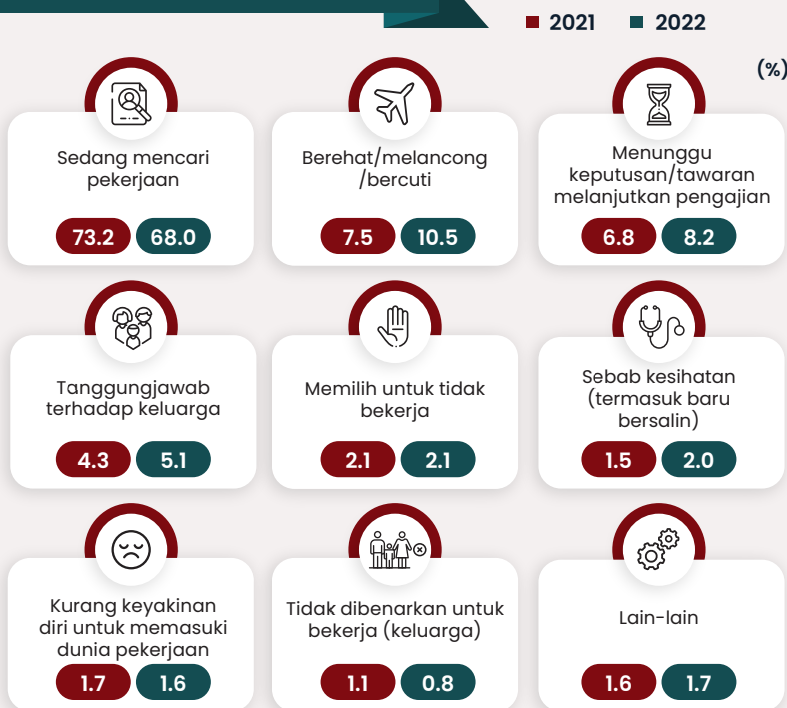 2021 2022
(%)
Sedang mencari
pekerjaan
73.2 68.0
Berehat/melancong
/bercuti
7.5 10.5
Menunggu
keputusan/tawaran
melanjutkan pengajian
6.8 8.2
Tanggungjawab
terhadap keluarga
4.3 5.1
Memilih untuk tidak
bekerja
2.1 2.1
Sebab kesihatan
(termasuk baru
bersalin)
1.5 2.0
Kurang keyakinan
diri untuk memasuki
dunia pekerjaan
1.7 1.6
Tidak dibenarkan untuk
bekerja (keluarga)
1.1 0.8
Lain-lain
1.6 1.7